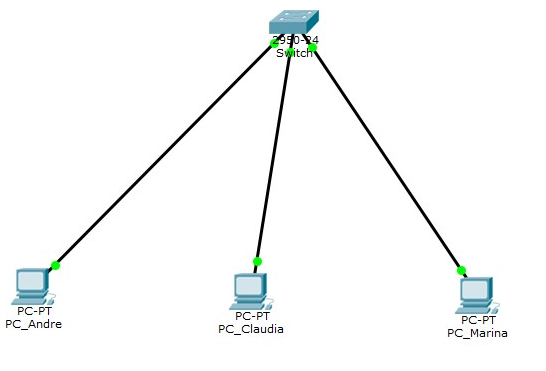 2950-24
Switch
PC-PT
PC_Andre
PC-PT
PC_Claudia
PC-PT
PC_Marina